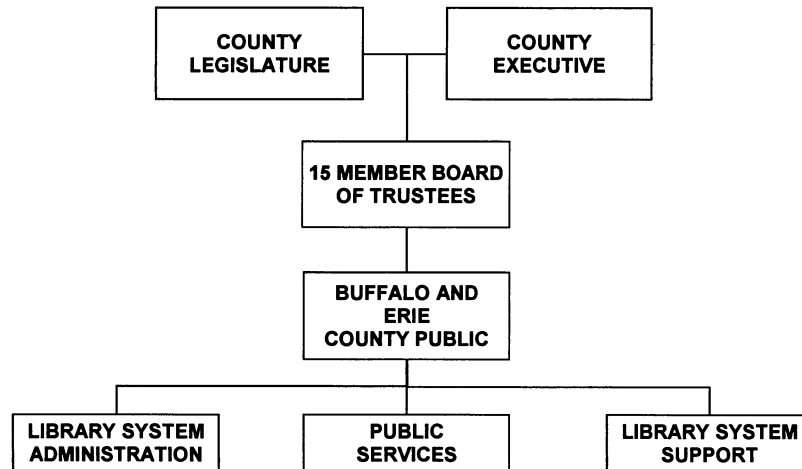 COUNTY
LEGISLATURE
COUNTY
EXECUTIVE
15 MEMBER BOARD
OF TRUSTEES
BUFFALO AND
ERIE
COUNTY PUBLIC
LIBRARY SYSTEM
ADMINISTRATION
PUBLIC
SERVICES
LIBRARY SYSTEM
SUPPORT